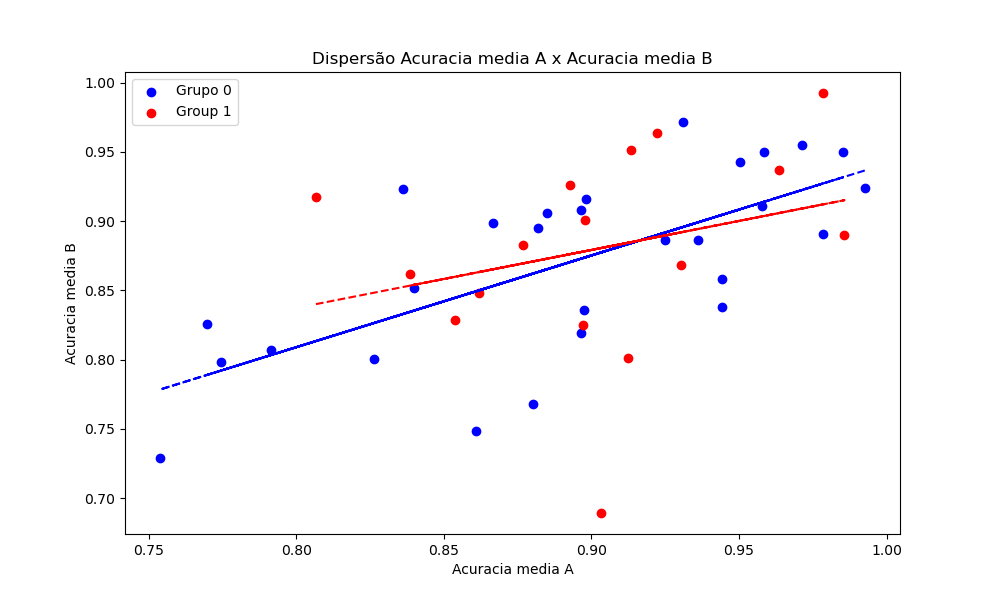 Dispersão Acuracia media A x Acuracia media B
Grupo 0
Group 1
1.00
0.95
0.90
0.85
0.80
0.75
0.70
Acuracia media B
0.75
0.80
0.85
0.90
0.95
1.00
Acuracia media A